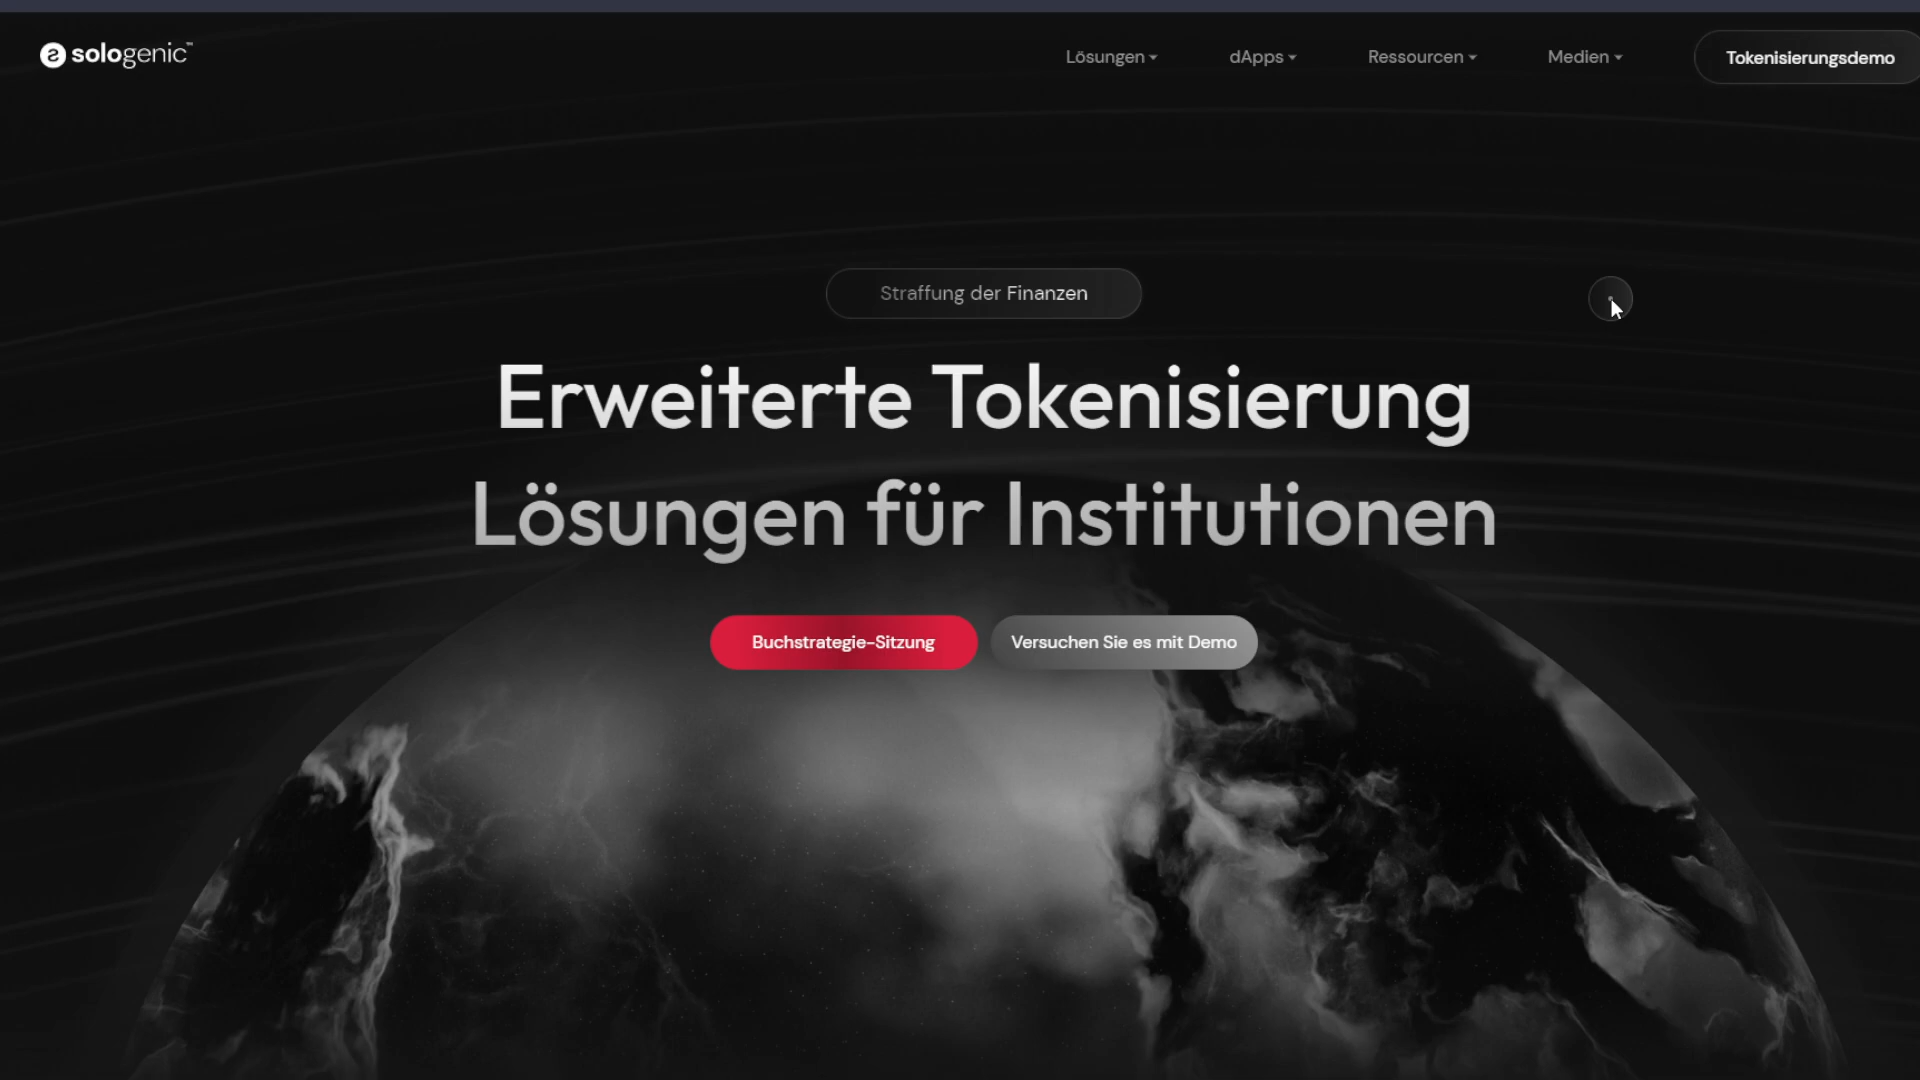 sologenic™
Lösungen
dApps
Ressourcen
Medien
Tokenisierungsdemo
Straffung der Finanzen
Erweiterte Tokenisierung
Lösungen für Institutionen
Buchstrategie-Sitzung
Versuchen Sie es mit Demo